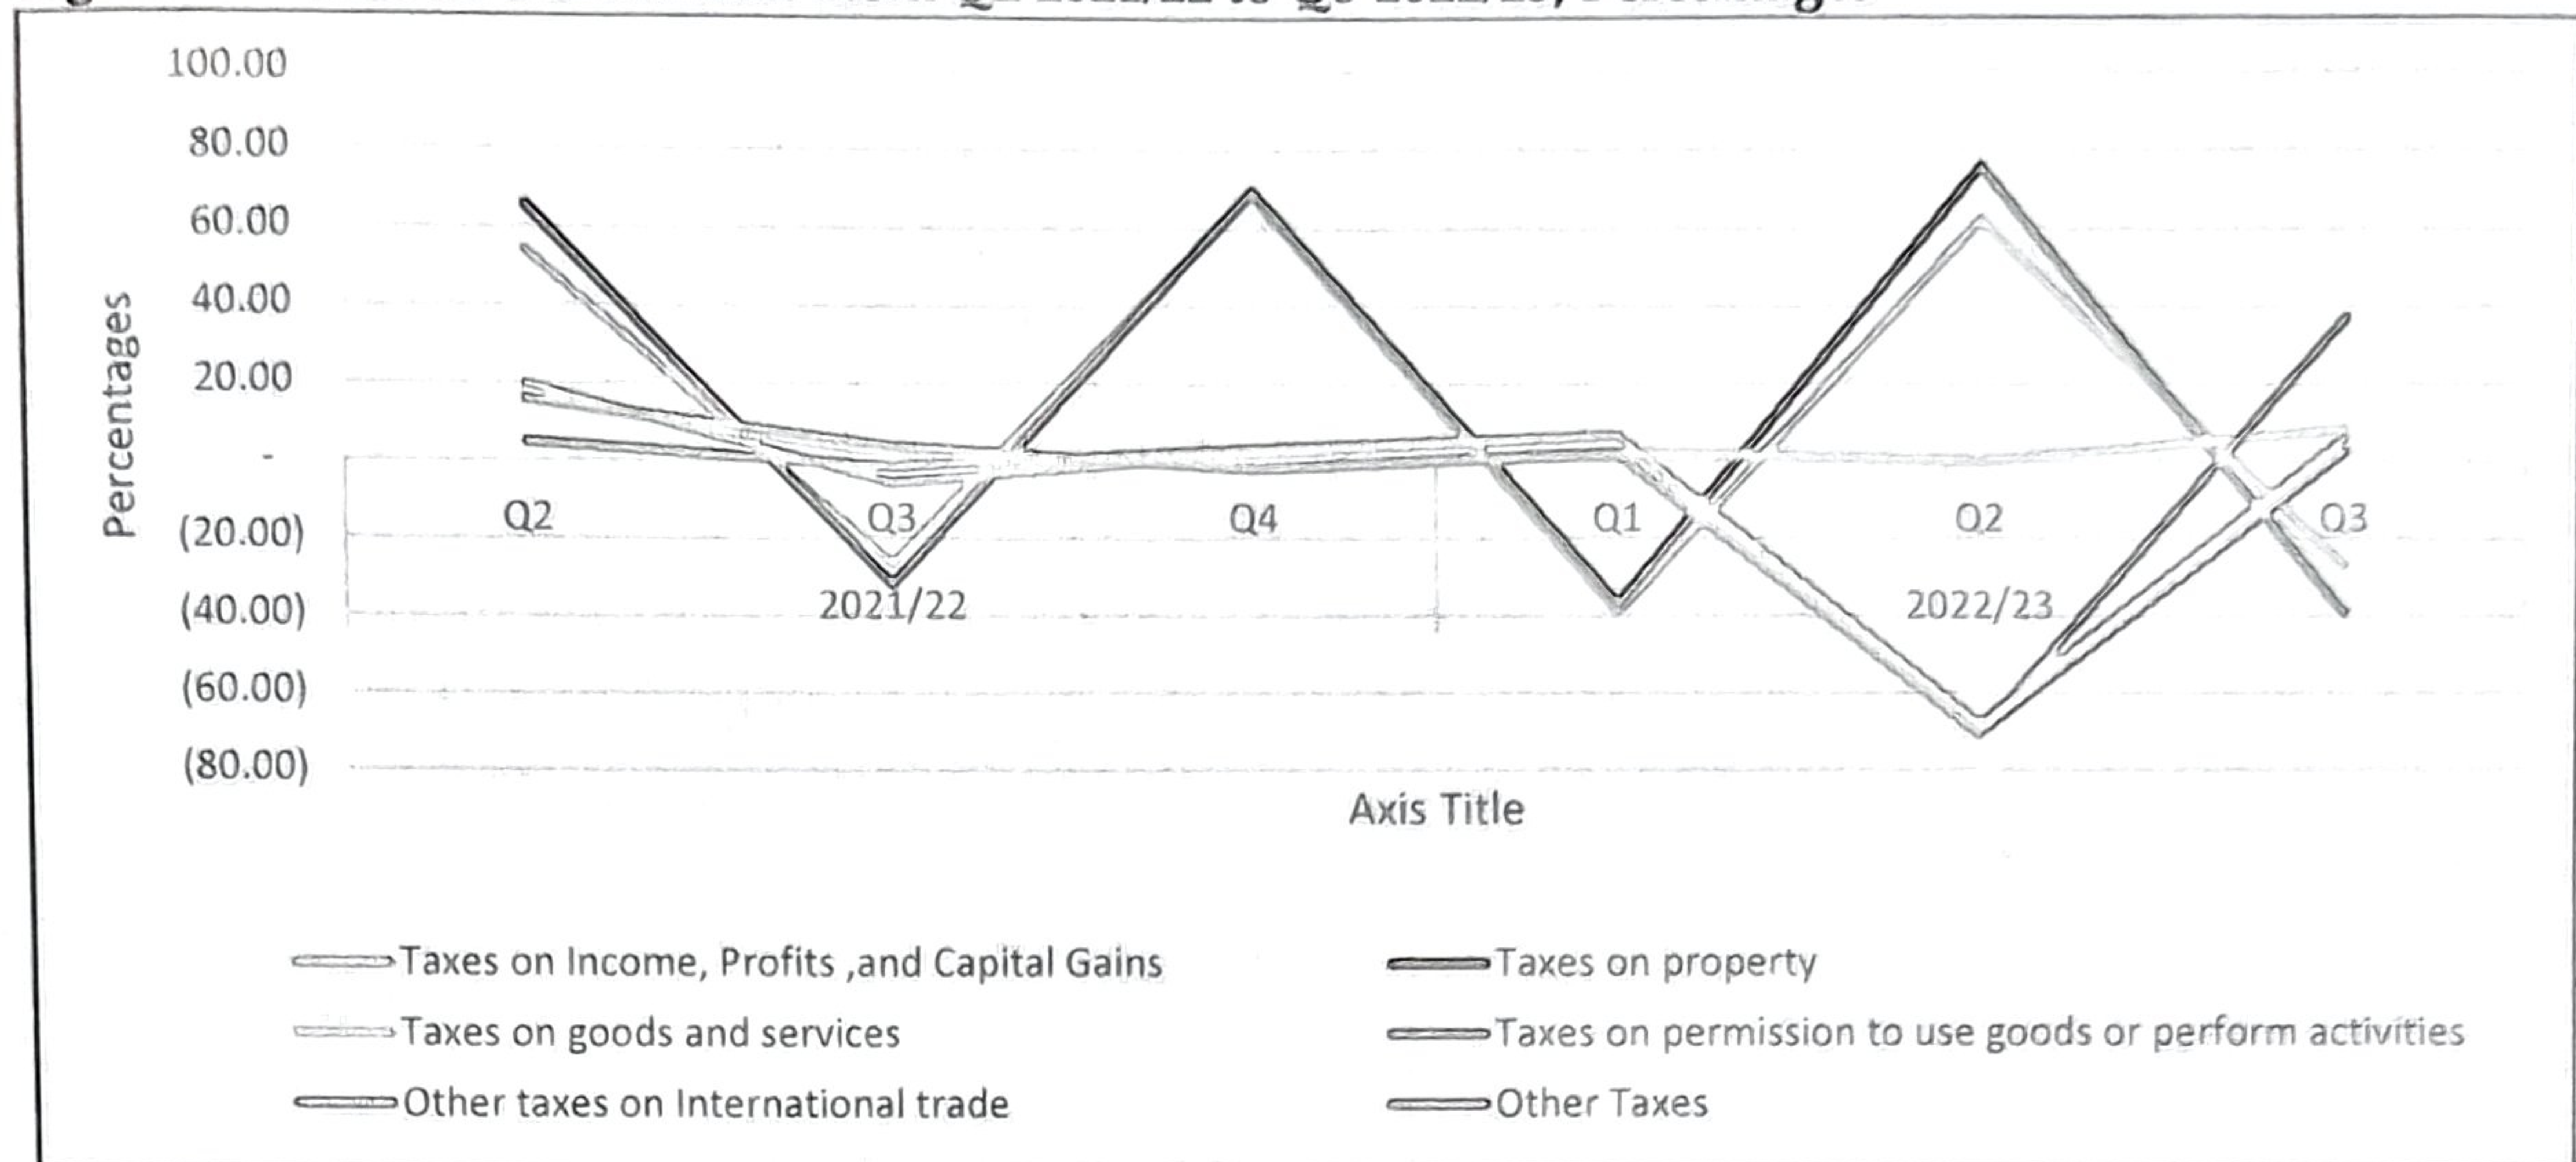 100.00
80.00
60.00
40.00
20.00
-
(20.00)
(40.00)
(60.00)
(80.00)
Percentages
Q2 Q3 Q4 Q1 Q2 Q3
2021/22 2022/23
Axis Title
Taxes on Income, Profits ,and Capital Gains
Taxes on property
Taxes on goods and services
Taxes on permission to use goods or perform activities
Other taxes on International trade
Other Taxes